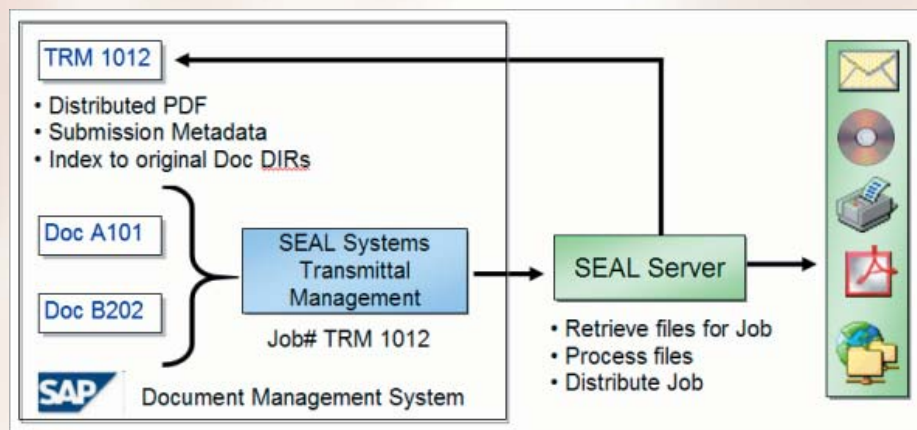 TRM 1012
• Distributed PDF
• Submission Metadata
• Index to original Doc DIRs
Doc A101
Doc B202
SEAL Systems
Transmittal
Management
Job# TRM 1012
SAP
Document Management System
SEAL Server
• Retrieve files for Job
• Process files
• Distribute Job